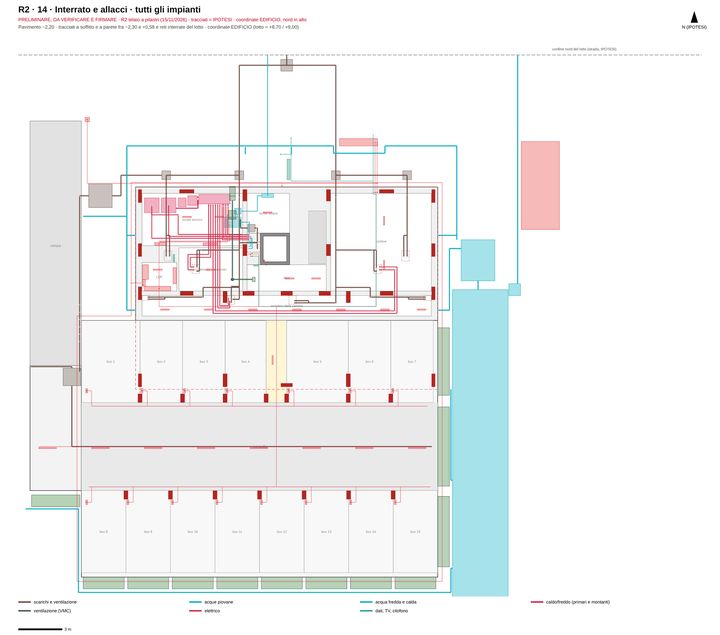 R2 · 14 · Interrato e allacci · tutti gli impianti
PRELIMINARE, DA VERIFICARE E FIRMARE · R2 telaio a pilastri (15/11/2026) · tracciati = IPOTESI · coordinate EDIFICIO, nord in alto
Pavimento −2,20 · tracciati a soffitto e a parete fra −2,30 e +0,58 e reti interrate del lotto · coordinate EDIFICIO (lotto = +8,70 / +9,00)
N (IPOTESI)
confine nord del lotto (strada, IPOTESI)
box 1
box 2
box 3
box 4
box 5
box 6
box 7
box 8
box 9
box 10
box 11
box 12
box 13
box 14
box 15
scarichi e ventilazione
acque piovane
acqua fredda e calda
caldo/freddo (primari e montanti)
ventilazione (VMC)
elettrico
dati, TV, citofono
3 m